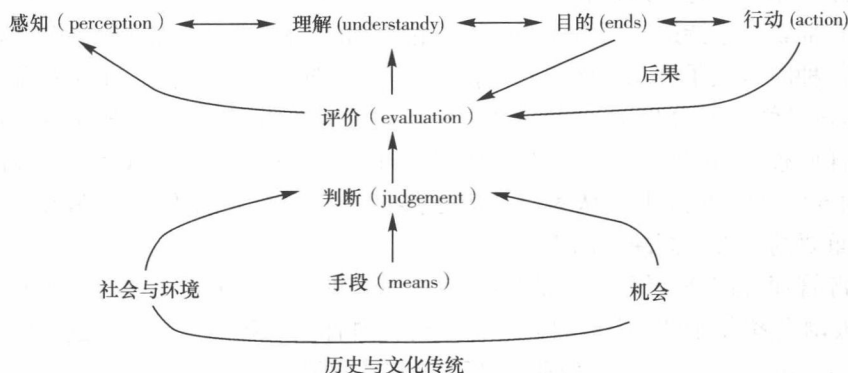 感知（perception） 理解 (understandy) 目的 (ends) 行动 (action)
后果
评价（evaluation）
判断（judgement）
社会与环境 手段（means） 机会
历史与文化传统